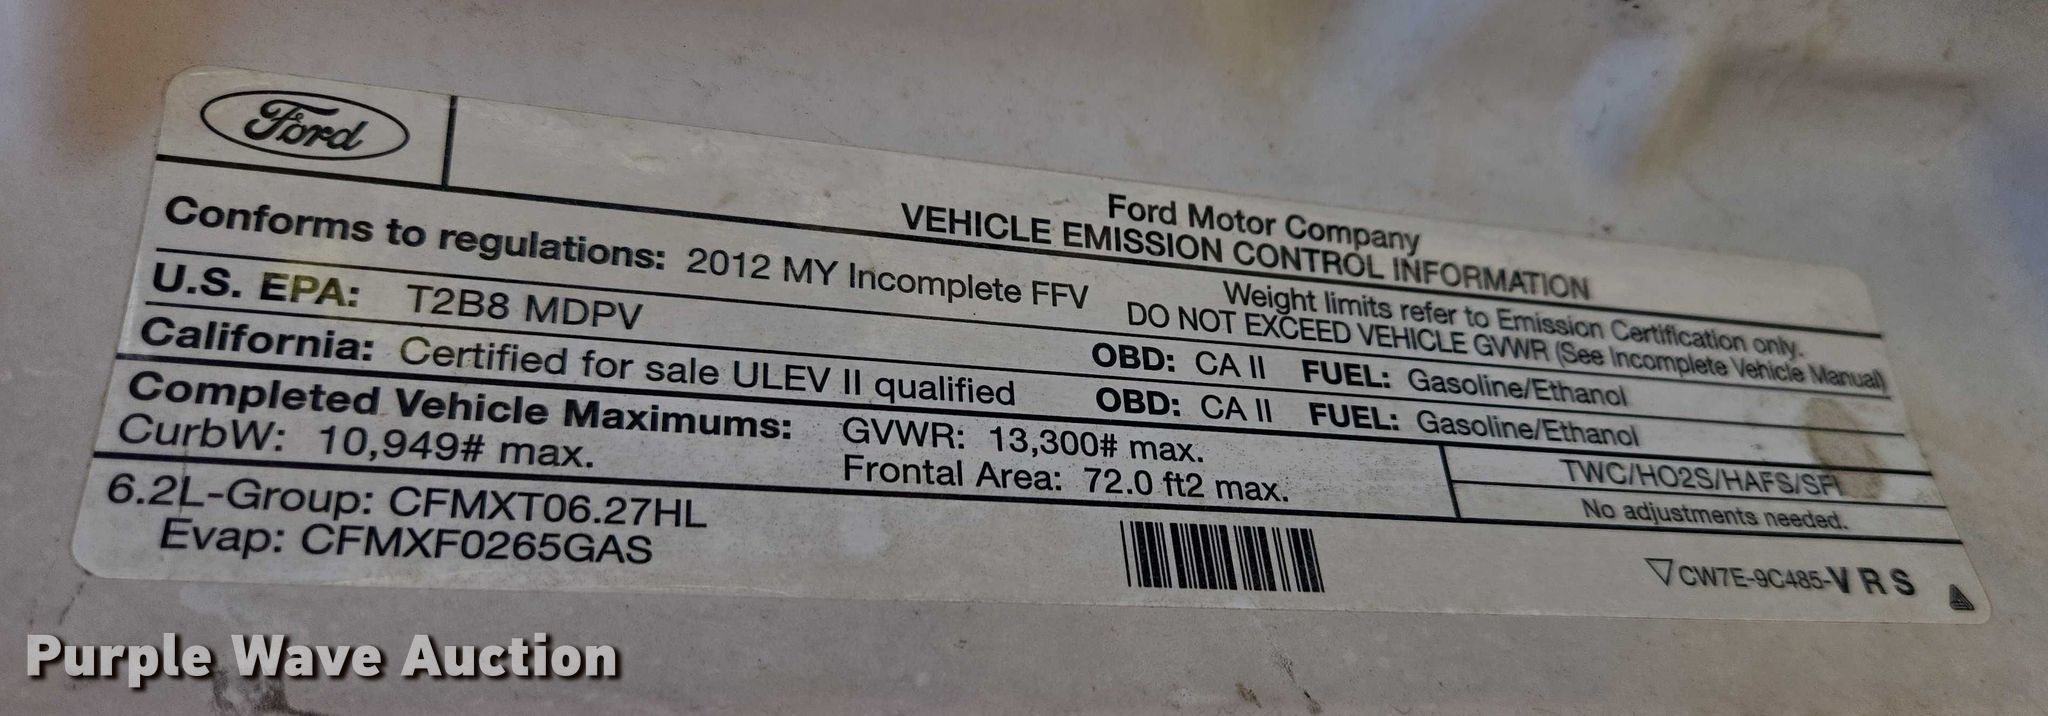 Ford
Ford Motor Company
VEHICLE EMISSION CONTROL INFORMATION
Conforms to regulations: 2012 MY Incomplete FFV
Weight limits refer to Emission Certification only.
DO NOT EXCEED VEHICLE GVWR (See Incomplete Vehicle Manual)
U.S. EPA: T2B8 MDPV OBD: CA II FUEL: Gasoline/Ethanol
California: Certified for sale ULEV II qualified OBD: CA II FUEL: Gasoline/Ethanol
Completed Vehicle Maximums: GVWR: 13,300# max.
CurbW: 10,949# max. Frontal Area: 72.0 ft2 max.
TWC/HO2S/HAFS/SFI
No adjustments needed.
6.2L-Group: CFMXT06.27HL
Evap: CFMXF0265GAS
CW7E-9C485-V R S
Purple Wave Auction